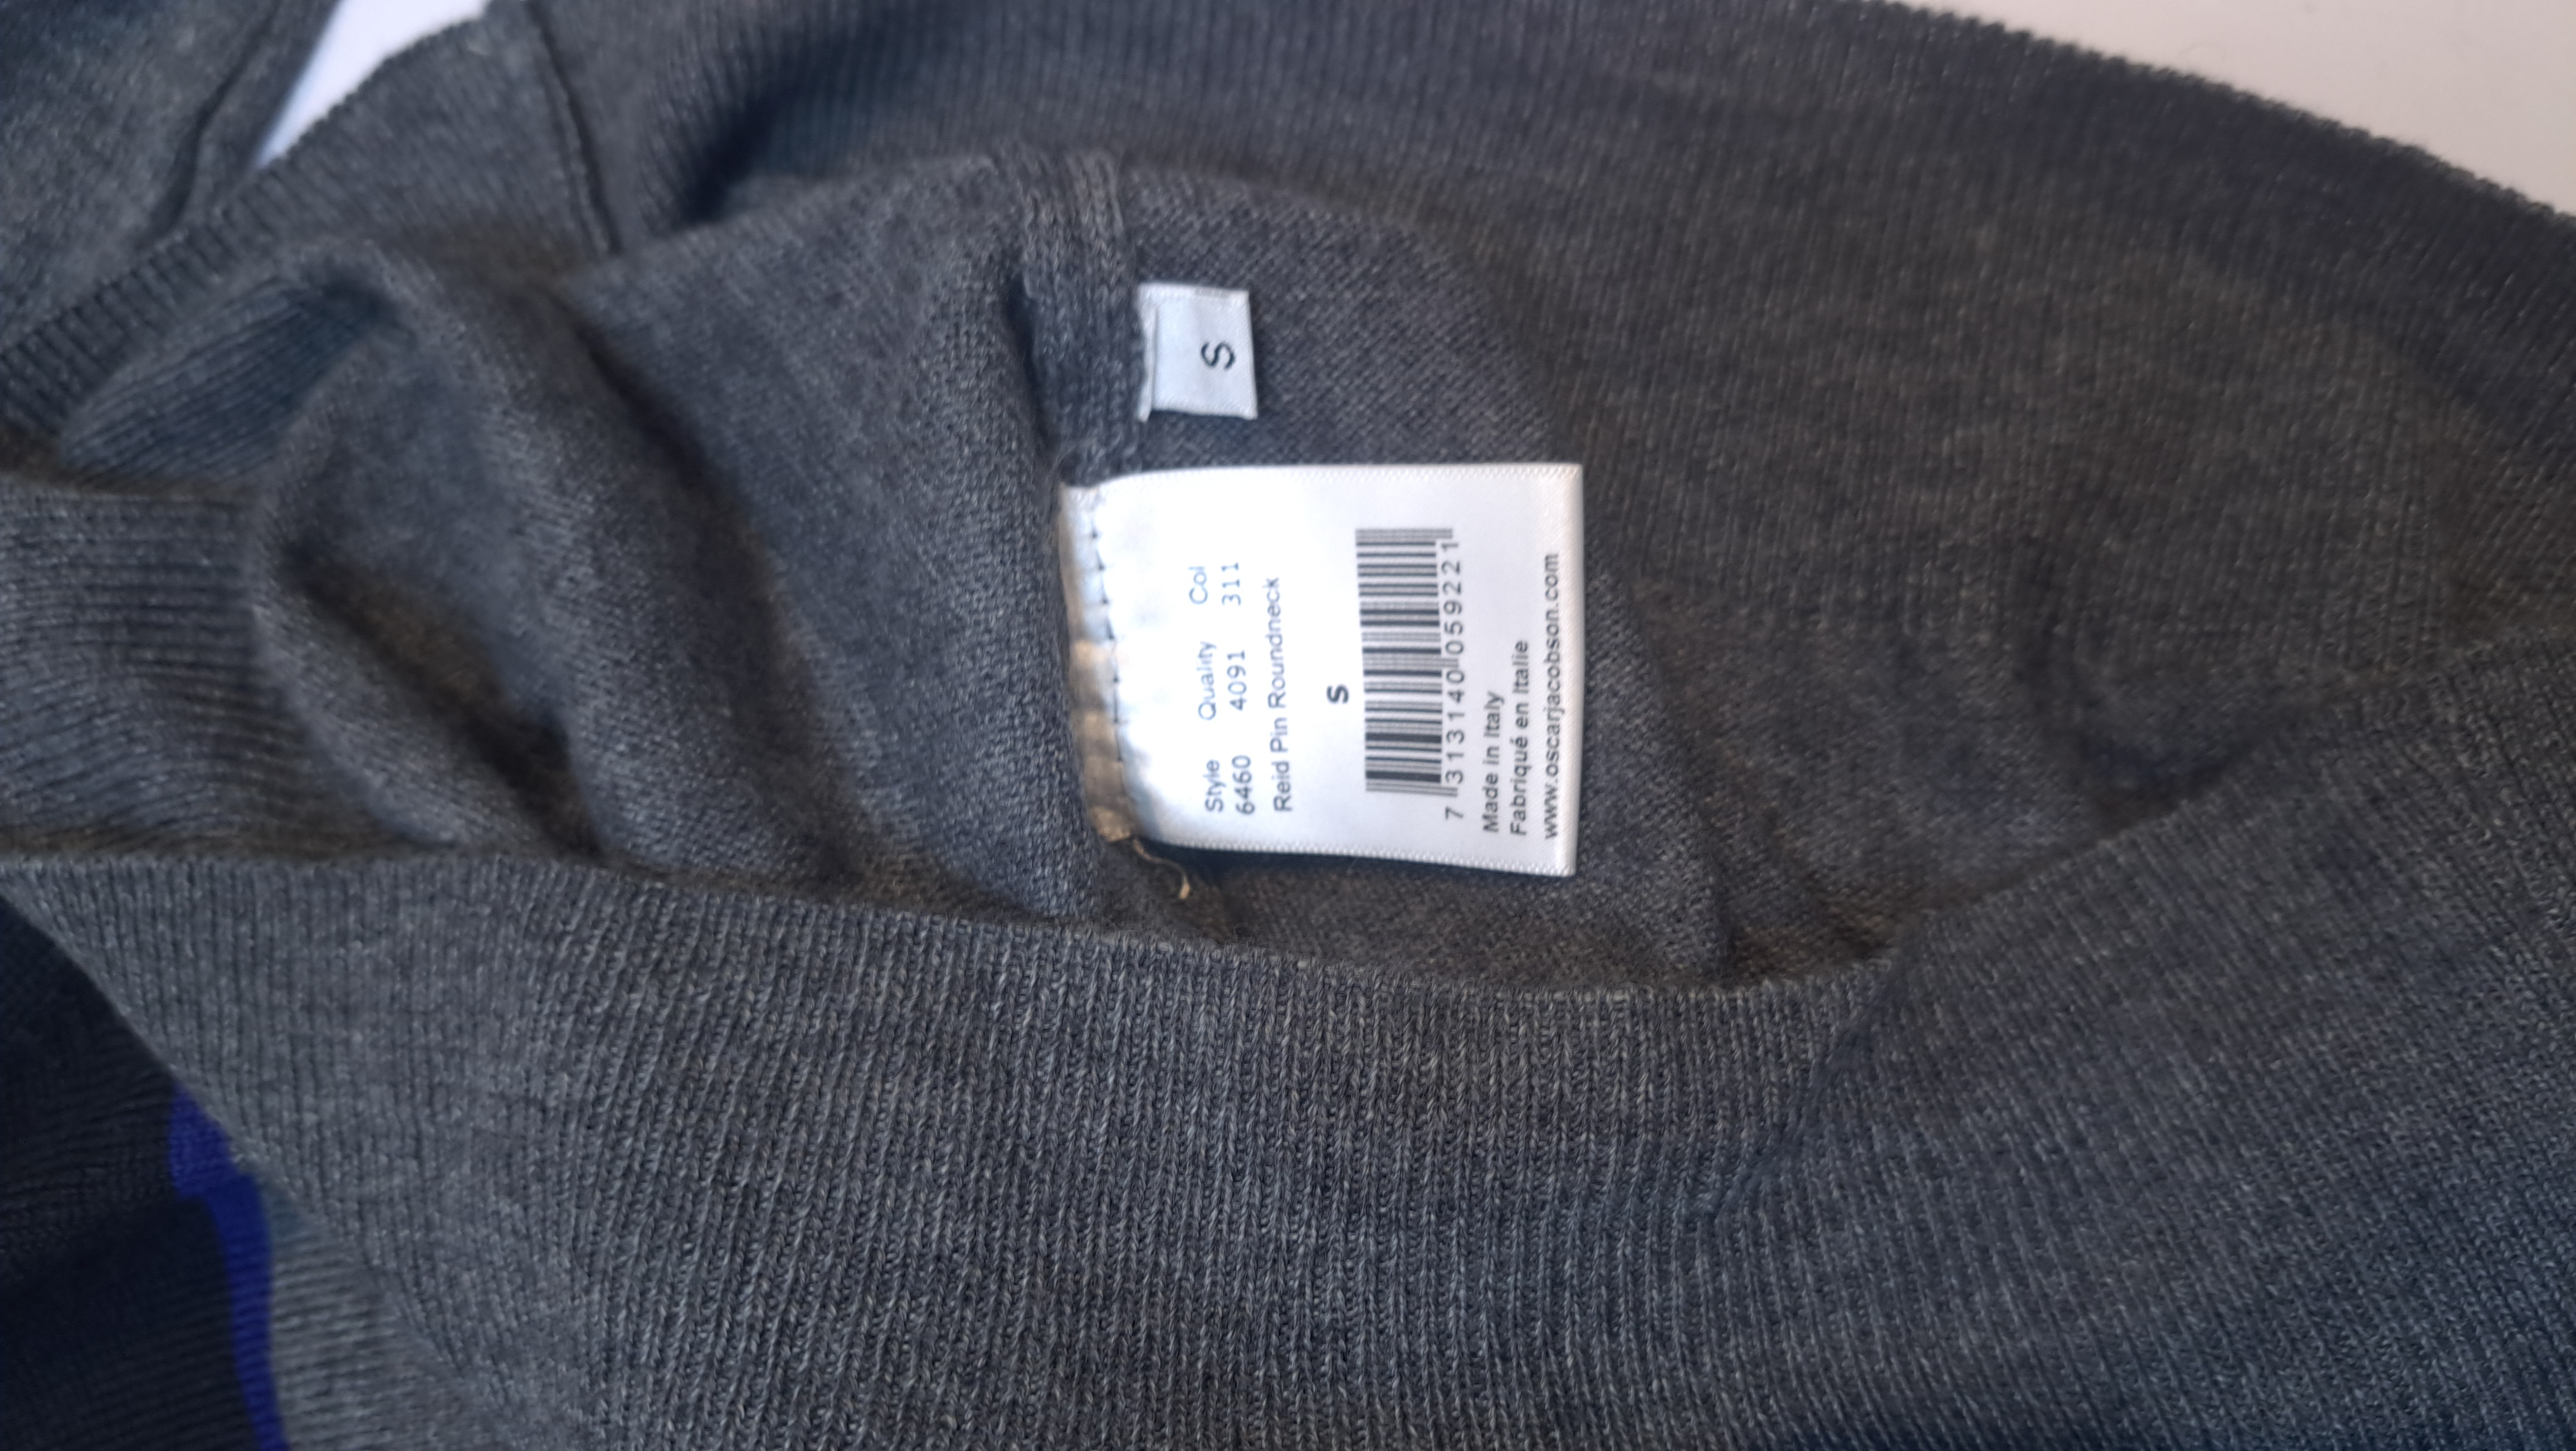 S
Style Quality Col
6460 4091 311
Reid Pin Roundneck
S
7 313140 059221
Made in Italy
Fabriqué en Italie
www.oscarjacobson.com